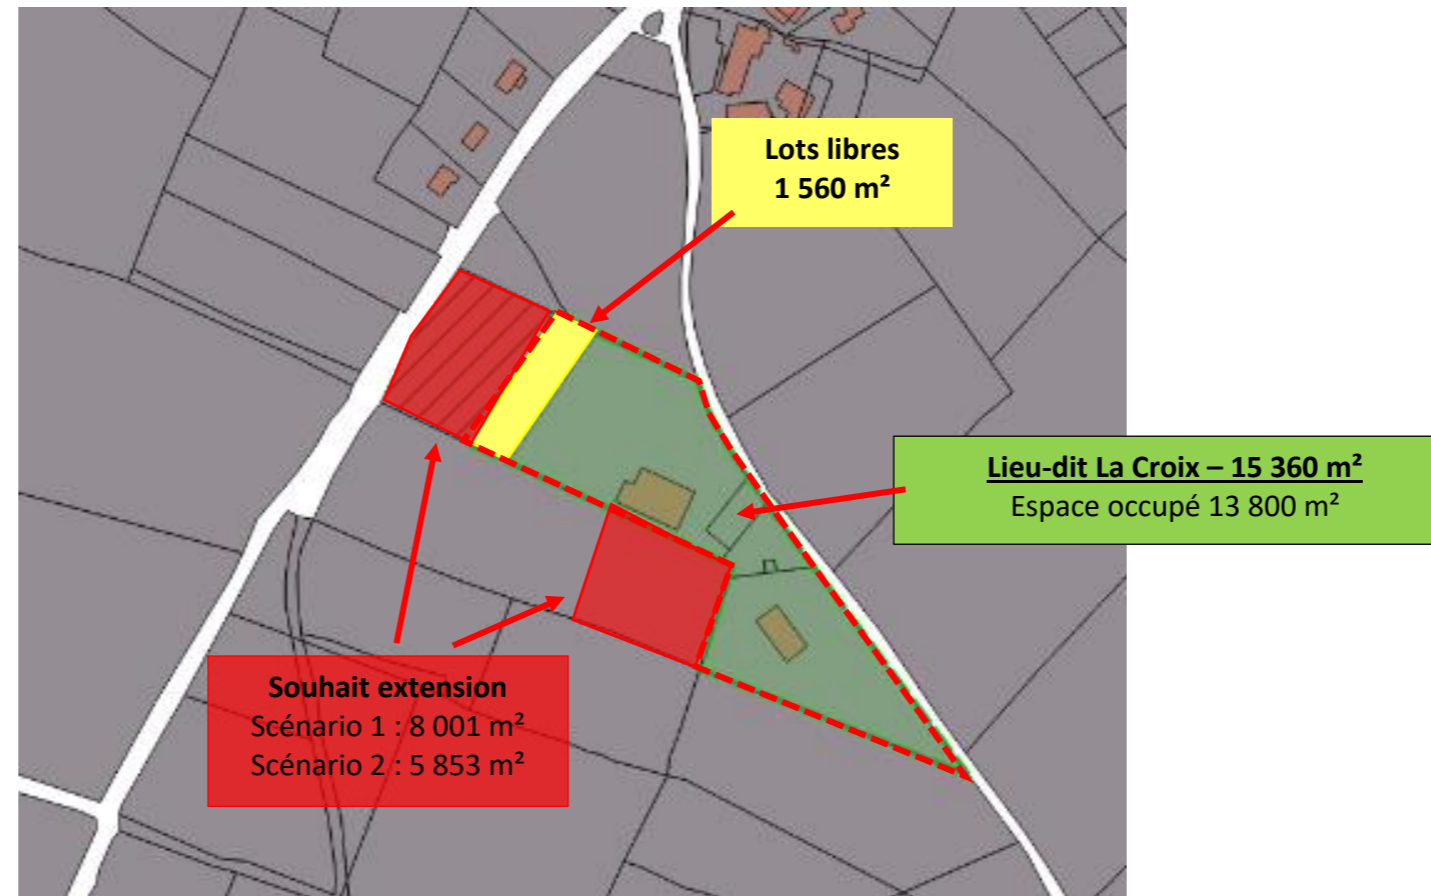 Lots libres
1 560 m²
Lieu-dit La Croix – 15 360 m²
Espace occupé 13 800 m²
Souhait extension
Scénario 1 : 8 001 m²
Scénario 2 : 5 853 m²